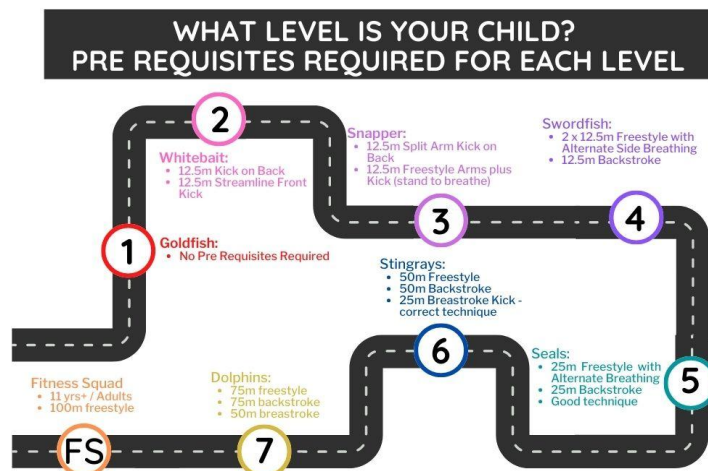 WHAT LEVEL IS YOUR CHILD?
PRE REQUISITES REQUIRED FOR EACH LEVEL
1
Goldfish:
• No Pre Requisites Required
2
Whitebait:
• 12.5m Kick on Back
• 12.5m Streamline Front
Kick
3
Snapper:
• 12.5m Split Arm Kick on
Back
• 12.5m Freestyle Arms plus
Kick (stand to breathe)
4
Swordfish:
• 2 x 12.5m Freestyle with
Alternate Side Breathing
• 12.5m Backstroke
5
Seals:
• 25m Freestyle with
Alternate Breathing
• 25m Backstroke
• Good technique
6
Stingrays:
• 50m Freestyle
• 50m Backstroke
• 25m Breastroke Kick -
correct technique
7
Dolphins:
• 75m freestyle
• 75m backstroke
• 50m breastroke
FS
Fitness Squad
• 11 yrs+ / Adults
• 100m freestyle